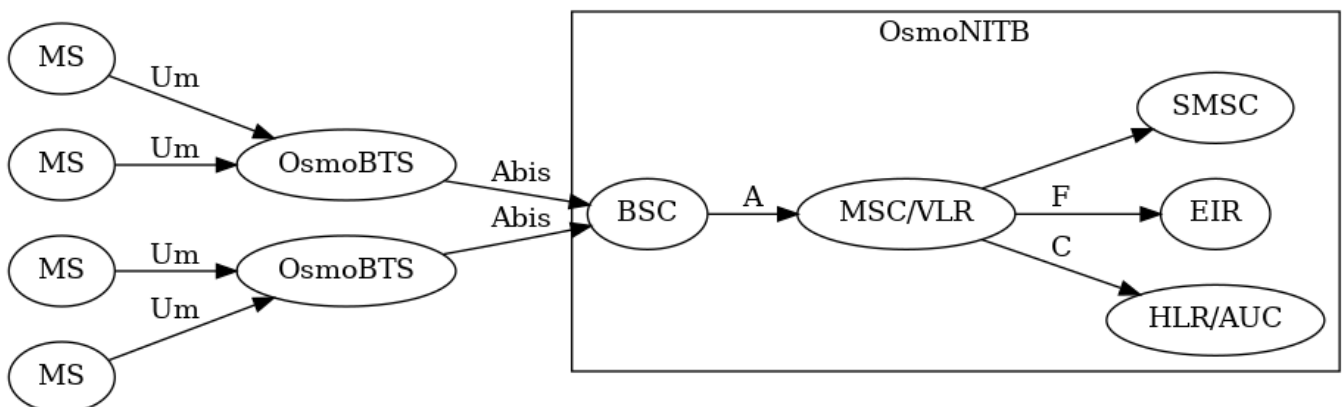 OsmoNITB
MS
Um
MS
Um
OsmoBTS
Abis
MS
Um
OsmoBTS
Abis
MS
Um
BSC
A
MSC/VLR
SMSC
F
EIR
C
HLR/AUC